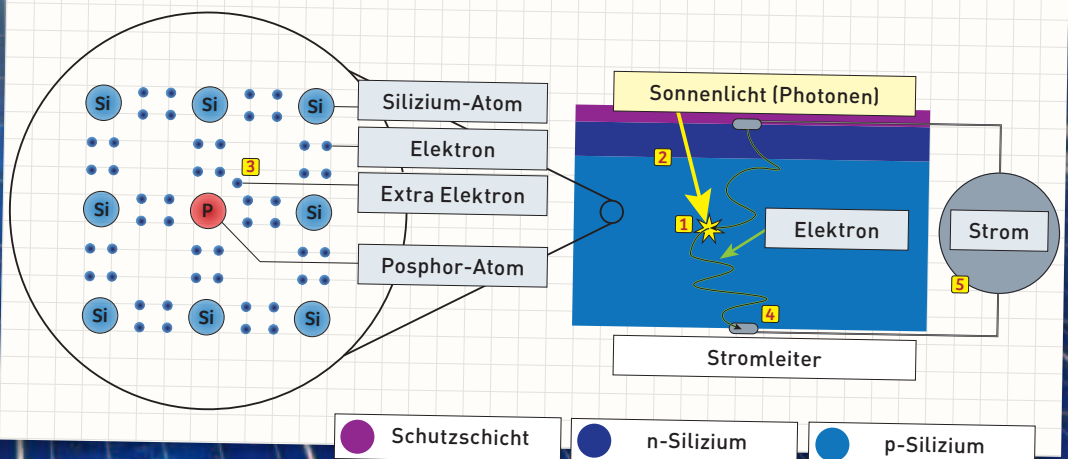 Si
Si
Si
Silizium-Atom
Elektron
3
Extra Elektron
Si
P
Si
Posphor-Atom
Si
Si
Si
Sonnenlicht (Photonen)
2
1
Elektron
Strom
5
4
Stromleiter
Schutzschicht
n-Silizium
p-Silizium